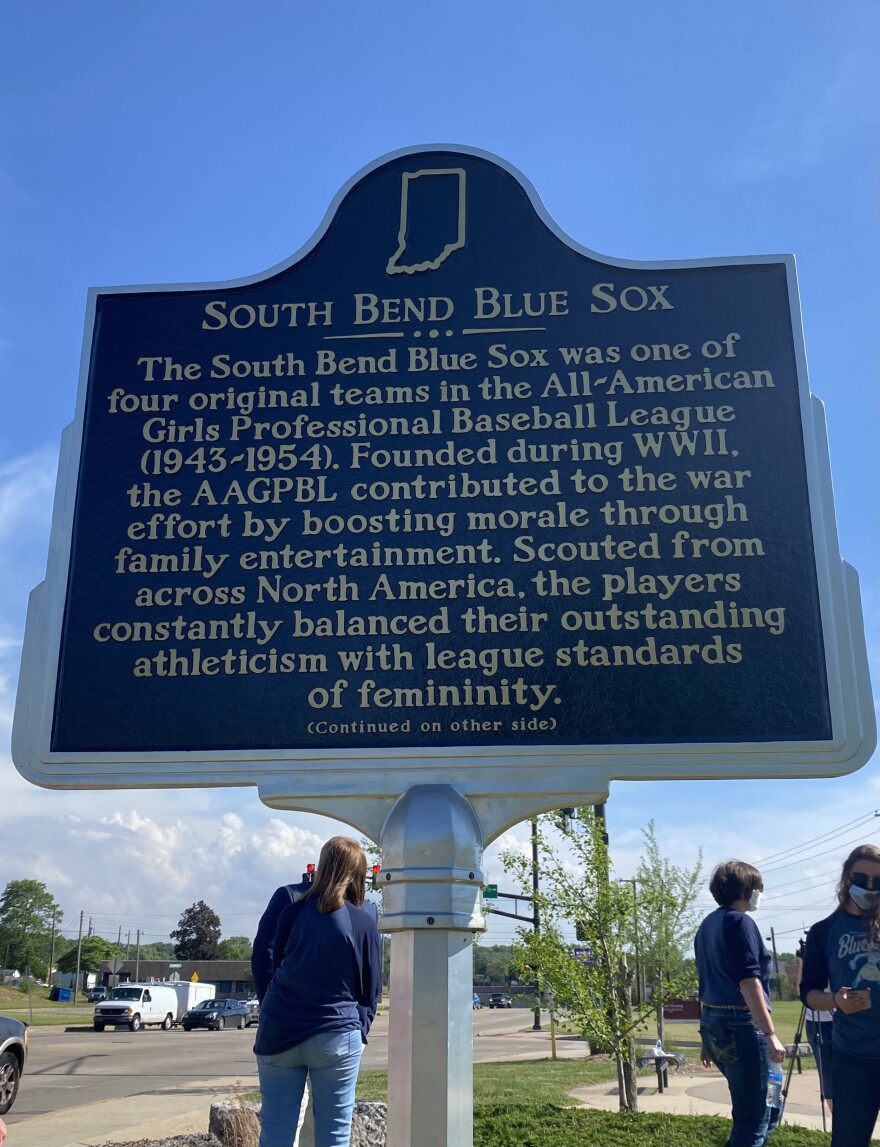 South Bend Blue Sox
The South Bend Blue Sox was one of
four original teams in the All-American
Girls Professional Baseball League
(1943-1954). Founded during WWII,
the AAGPBL contributed to the war
effort by boosting morale through
family entertainment. Scouted from
across North America, the players
constantly balanced their outstanding
athleticism with league standards
of femininity.
(Continued on other side)
Blue